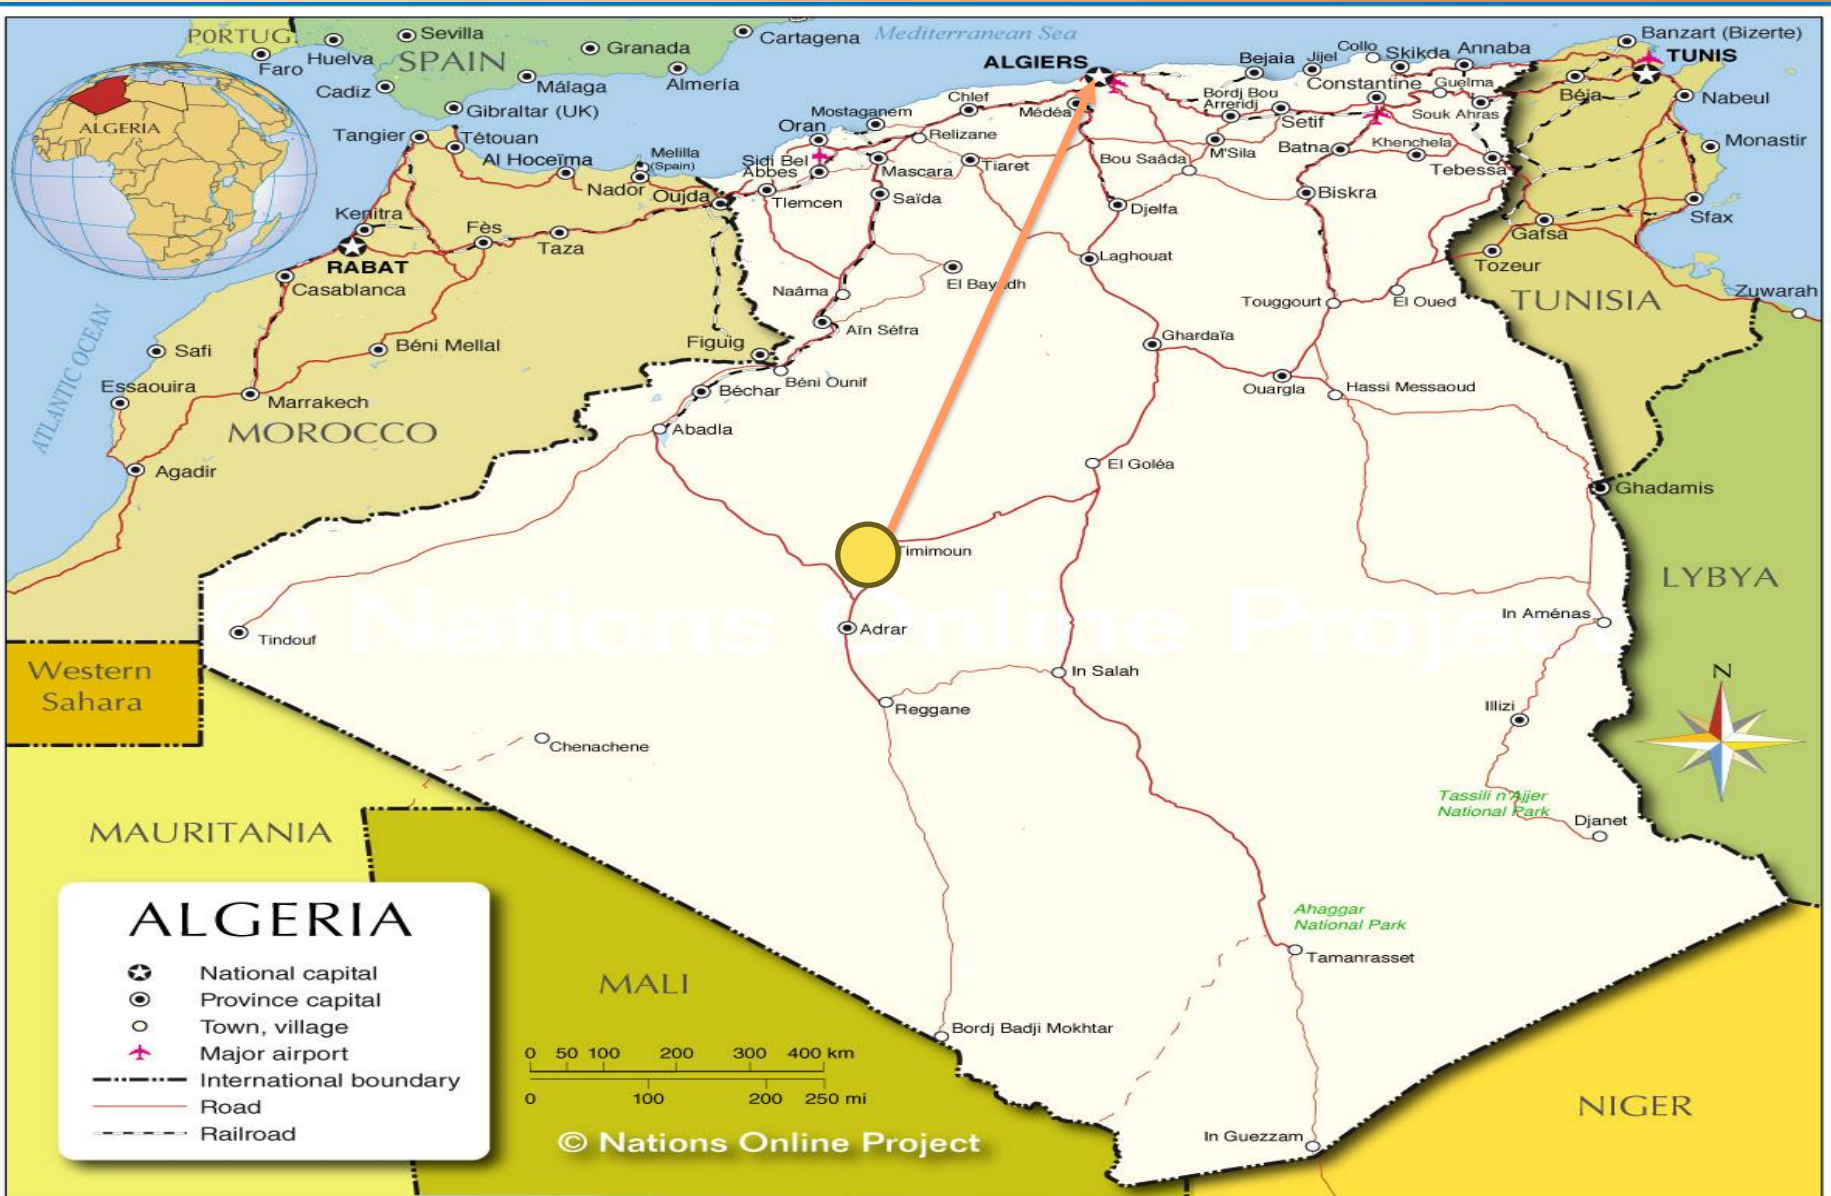 PORTUG.
Sevilla
Huelva
SPAIN
Granada
Cartagena
Mediterranean Sea
Banzart (Bizerte)
Faro
Cadiz
Málaga
Almería
ALGIERS
Bejaia
Jijel
Collo
Skikda
Annaba
TUNIS
Gibraltar (UK)
Constantine
Guelma
Béja
Nabeul
ALGERIA
Tangier
Tétouan
Mostaganem
Chlef
Médéa
Bordj Bou
Arreridj
Setif
Souk Ahras
Oran
Relizane
Monastir
Al Hoceïma
Melilla
(Spain)
Sidi Bel
Abbes
Mascara
Tiaret
Bou Saâda
M'Sila
Batna
Khenchela
Tebessa
Nador
Oujda
Tlemcen
Saïda
Djelfa
Biskra
Sfax
Kenitra
Fès
Taza
Gafsa
RABAT
Laghouat
Tozeur
Casablanca
Naâma
El Bay dh
Touggourt
El Oued
TUNISIA
Zuwarah
ATLANTIC OCEAN
Safi
Béni Mellal
Figuig
Aïn Séfra
Ghardaïa
Essaouira
Marrakech
Béchar
Béni Ounif
Ouargla
Hassi Messaoud
MOROCCO
Abadla
Agadir
El Goléa
Ghadamis
Timimoun
LYBYA
© Nations Online Project
Tindouf
Adrar
In Aménas
Western
Sahara
In Salah
N
Reggane
Illizi
Chenachene
Tassili n'Ajjer
National Park
Djanet
MAURITANIA
ALGERIA
National capital
Province capital
Town, village
Major airport
International boundary
Road
Railroad
Ahaggar
National Park
Tamanrasset
MALI
Bordj Badji Mokhtar
0 50 100 200 300 400 km
0 100 200 250 mi
NIGER
In Guezzam
© Nations Online Project